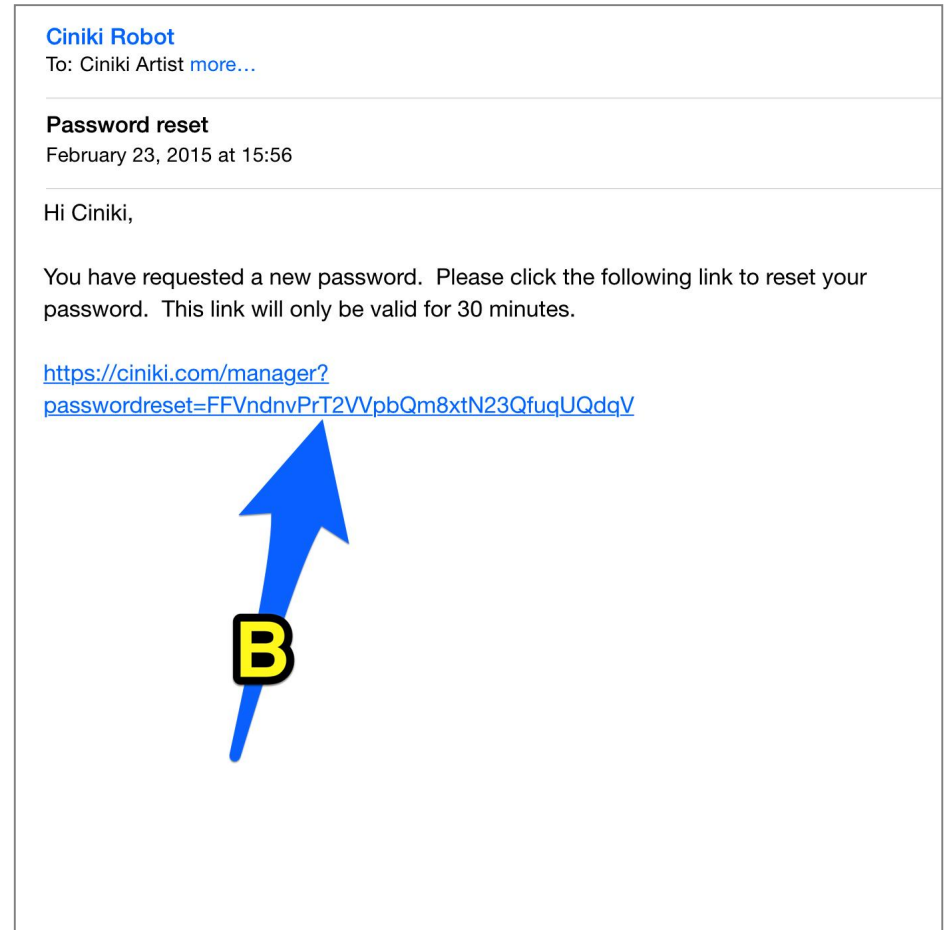 Ciniki Robot
To: Ciniki Artist more...
Password reset
February 23, 2015 at 15:56
Hi Ciniki,
You have requested a new password.  Please click the following link to reset your
password.  This link will only be valid for 30 minutes.
https://ciniki.com/manager?
passwordreset=FFVndnvPrT2VVpbQm8xtN23QfuqUQdqV
B